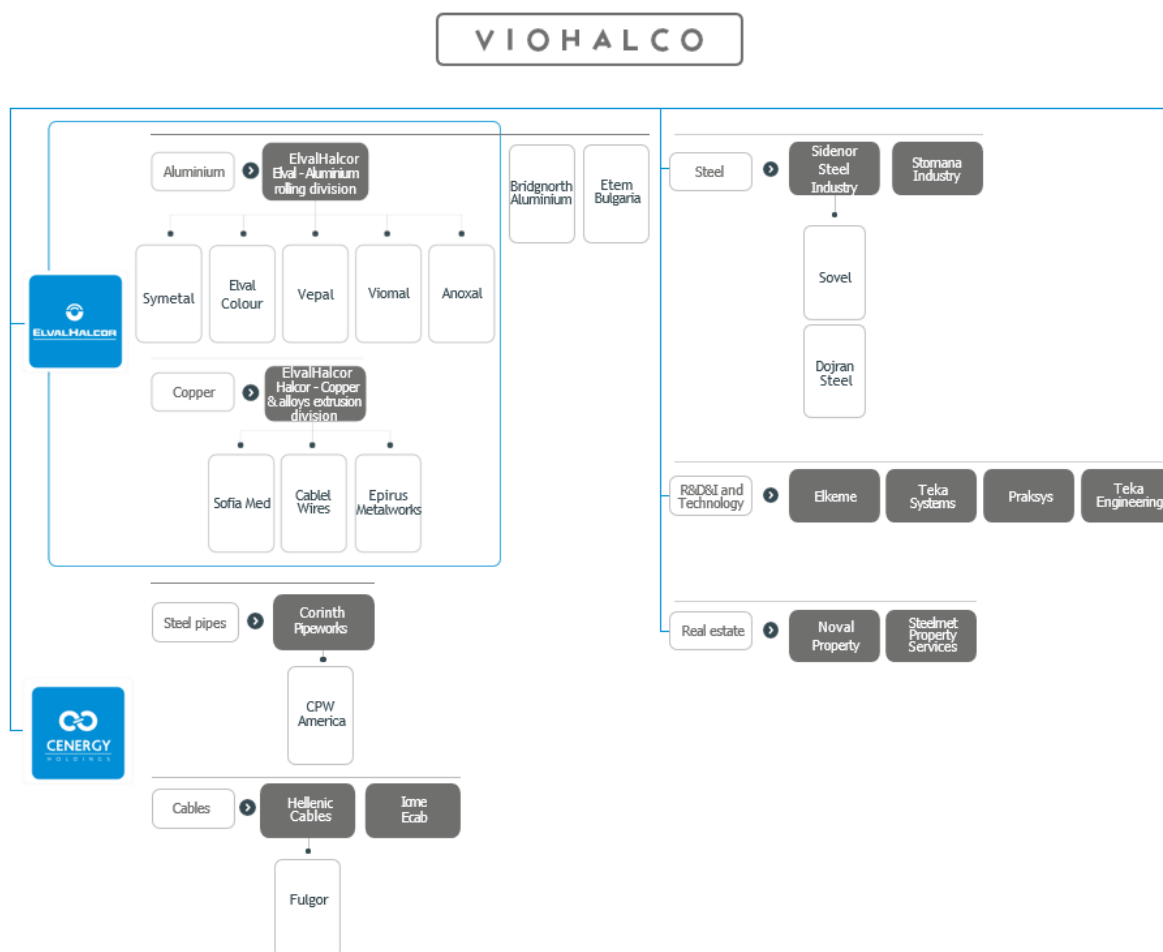 VIOHALCO
Aluminium
ElvalHalcor
Elval - Aluminium
rolling division
Bridgnorth
Aluminium
Etem
Bulgaria
Symetal
Elval
Colour
Vepal
Viomal
Anoxal
ELVALHALCOR
Copper
ElvalHalcor
Halcor - Copper
& alloys extrusion
division
Sofia Med
Cablel
Wires
Epirus
Metalworks
Steel pipes
Corinth
Pipeworks
CPW
America
CENERGY
HOLDINGS
Cables
Hellenic
Cables
Icme
Ecab
Fulgor
Steel
Sidenor
Steel
Industry
Stomana
Industry
Sovel
Dojran
Steel
R&D&I and
Technology
Elkeme
Teka
Systems
Praksys
Teka
Engineering
Real estate
Noval
Property
Steelmet
Property
Services